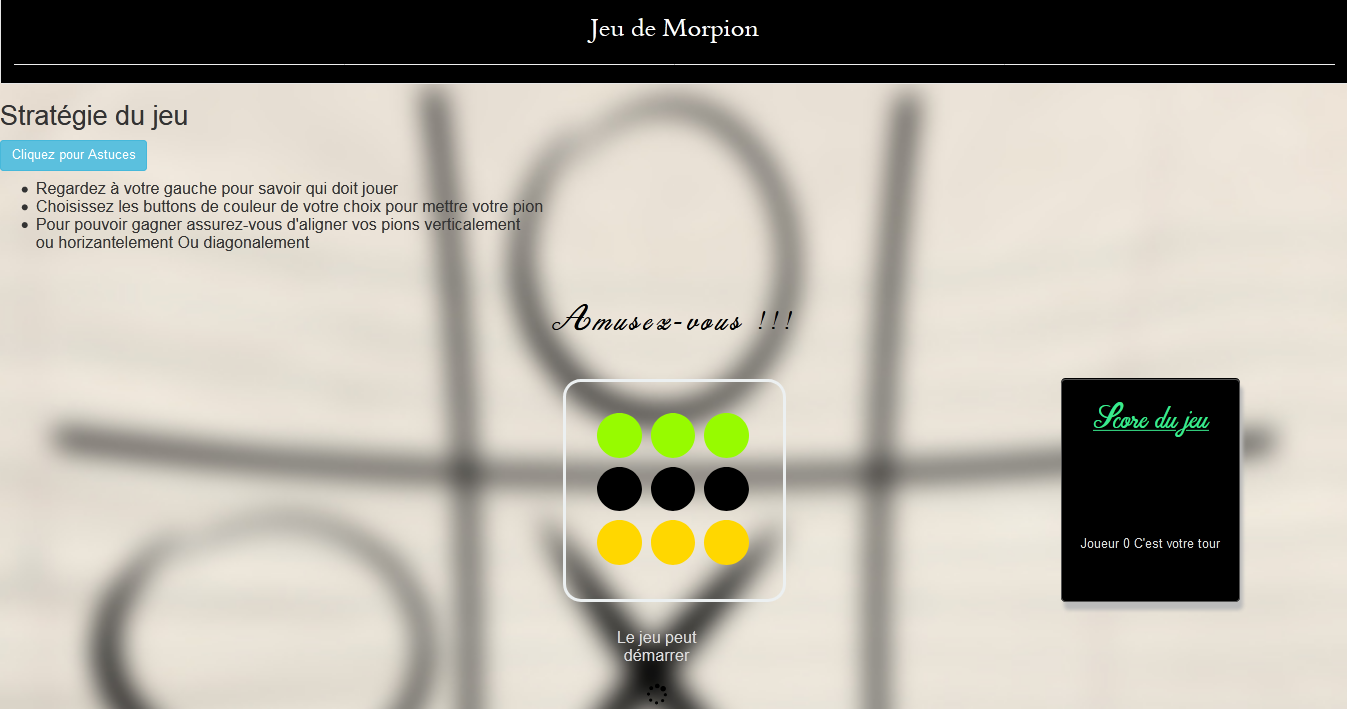 Jeu de Morpion
Stratégie du jeu
Cliquez pour Astuces
Regardez à votre gauche pour savoir qui doit jouer
Choisissez les buttons de couleur de votre choix pour mettre votre pion
Pour pouvoir gagner assurez-vous d'aligner vos pions verticalement
ou horizantelement Ou diagonalement
Amusez-vous !!!
Score du jeu
Joueur 0 C'est votre tour
Le jeu peut
démarrer